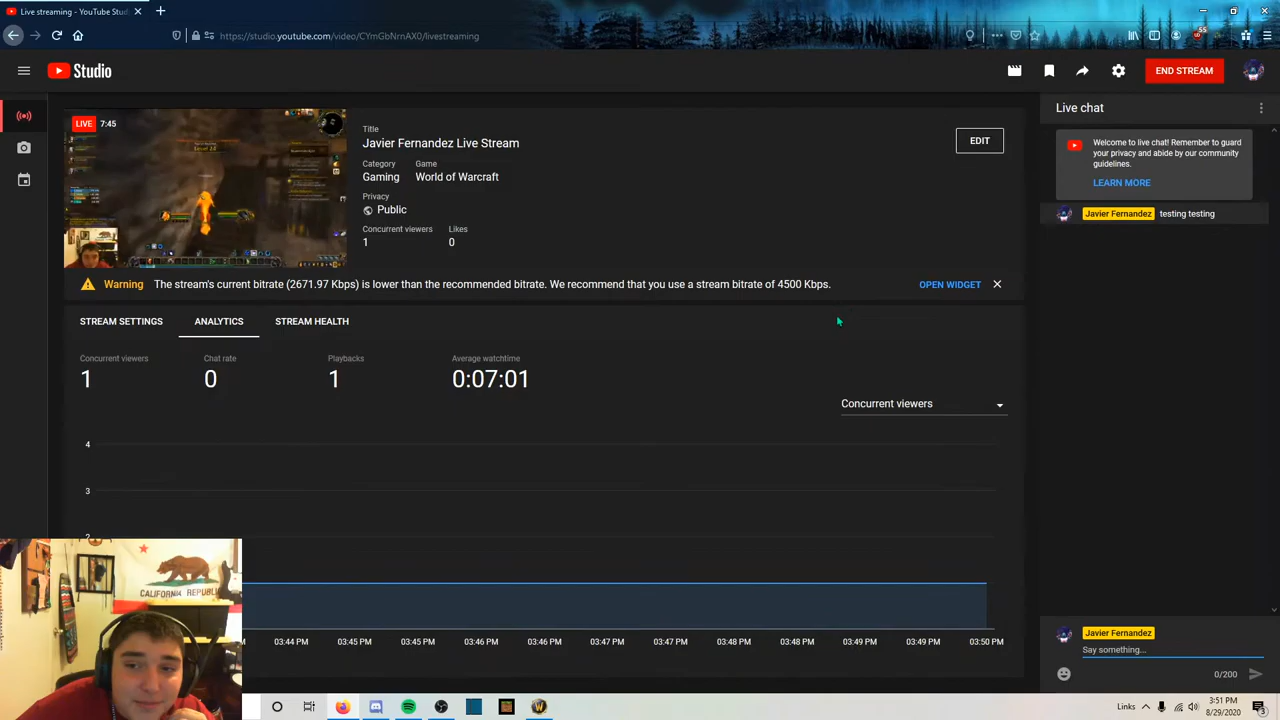 Live streaming - YouTube Stud
https://studio.youtube.com/video/CYmGbNrnAX0/livestreaming
55
Studio
END STREAM
LIVE 7:45
Title
Javier Fernandez Live Stream
EDIT
Category Game
Gaming World of Warcraft
Privacy
Public
Concurrent viewers Likes
1 0
Warning The stream's current bitrate (2671.97 Kbps) is lower than the recommended bitrate. We recommend that you use a stream bitrate of 4500 Kbps. OPEN WIDGET
STREAM SETTINGS ANALYTICS STREAM HEALTH
Concurrent viewers Chat rate Playbacks Average watchtime
1 0 1 0:07:01
Concurrent viewers
4
3
2
03:44 PM 03:45 PM 03:45 PM 03:46 PM 03:46 PM 03:47 PM 03:47 PM 03:48 PM 03:48 PM 03:49 PM 03:49 PM 03:50 PM
CALIFORNIA REPUBLIC
Live chat
Welcome to live chat! Remember to guard
your privacy and abide by our community
guidelines.
LEARN MORE
Javier Fernandez testing testing
Javier Fernandez
Say something...
0/200
Links
3:51 PM
8/29/2020
3